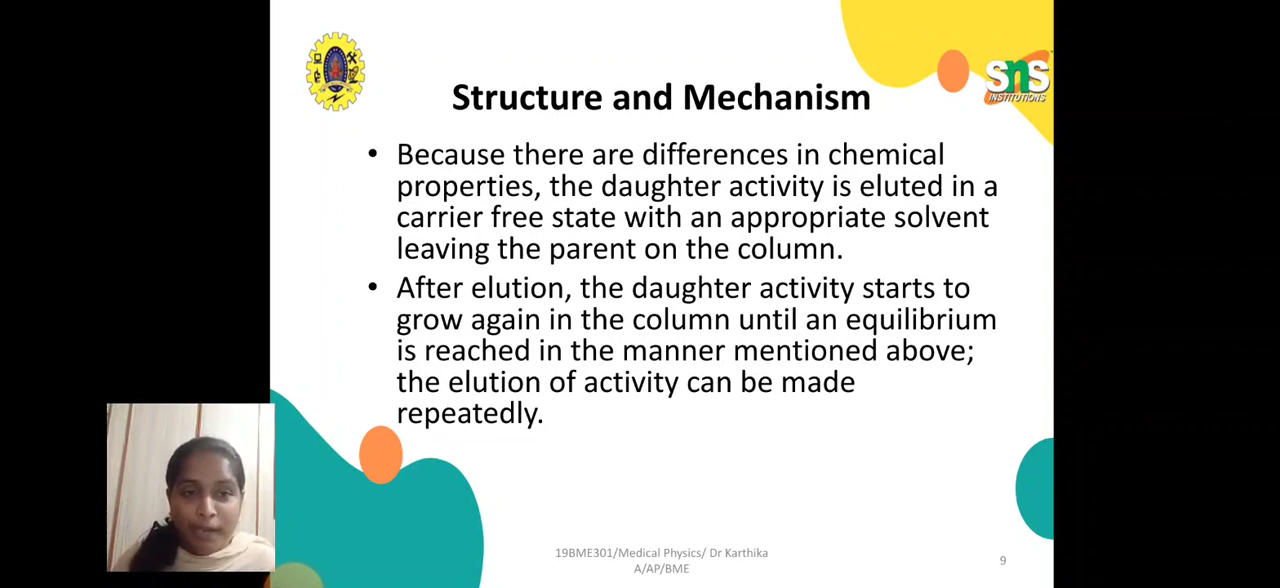 SnS
INSTITUTIONS
Structure and Mechanism
• Because there are differences in chemical
properties, the daughter activity is eluted in a
carrier free state with an appropriate solvent
leaving the parent on the column.
• After elution, the daughter activity starts to
grow again in the column until an equilibrium
is reached in the manner mentioned above;
the elution of activity can be made
repeatedly.
19BME301/Medical Physics/ Dr Karthika
A/AP/BME
9